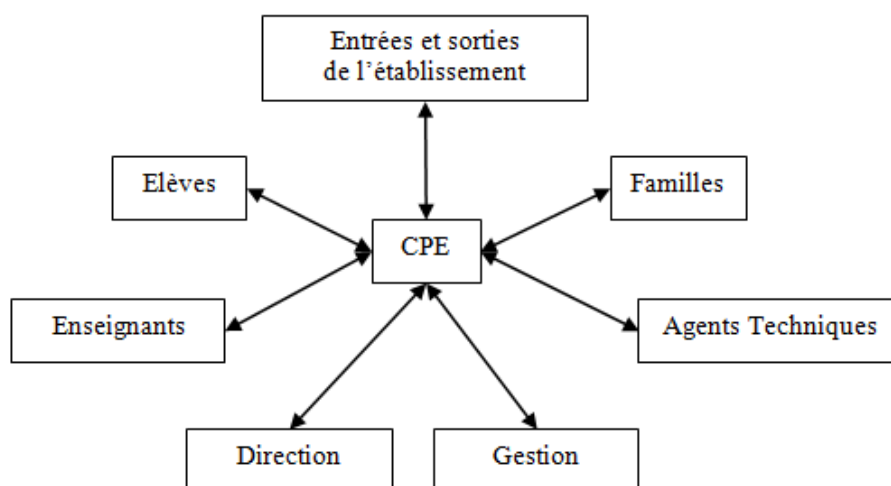 Entrées et sorties
de l'établissement
Elèves
Familles
CPE
Enseignants
Agents Techniques
Direction
Gestion